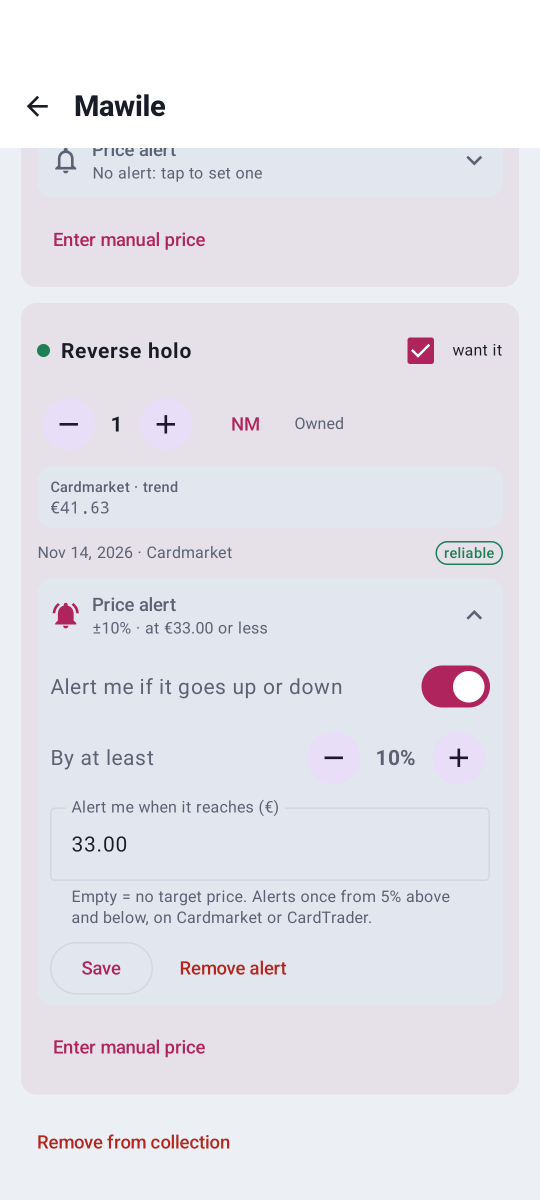 Mawile
Price alert
No alert: tap to set one
Enter manual price
Reverse holo
want it
1
NM
Owned
Cardmarket · trend
€41.63
Nov 14, 2026 · Cardmarket
reliable
Price alert
±10% · at €33.00 or less
Alert me if it goes up or down
By at least
10%
Alert me when it reaches (€)
33.00
Empty = no target price. Alerts once from 5% above
and below, on Cardmarket or CardTrader.
Save
Remove alert
Enter manual price
Remove from collection